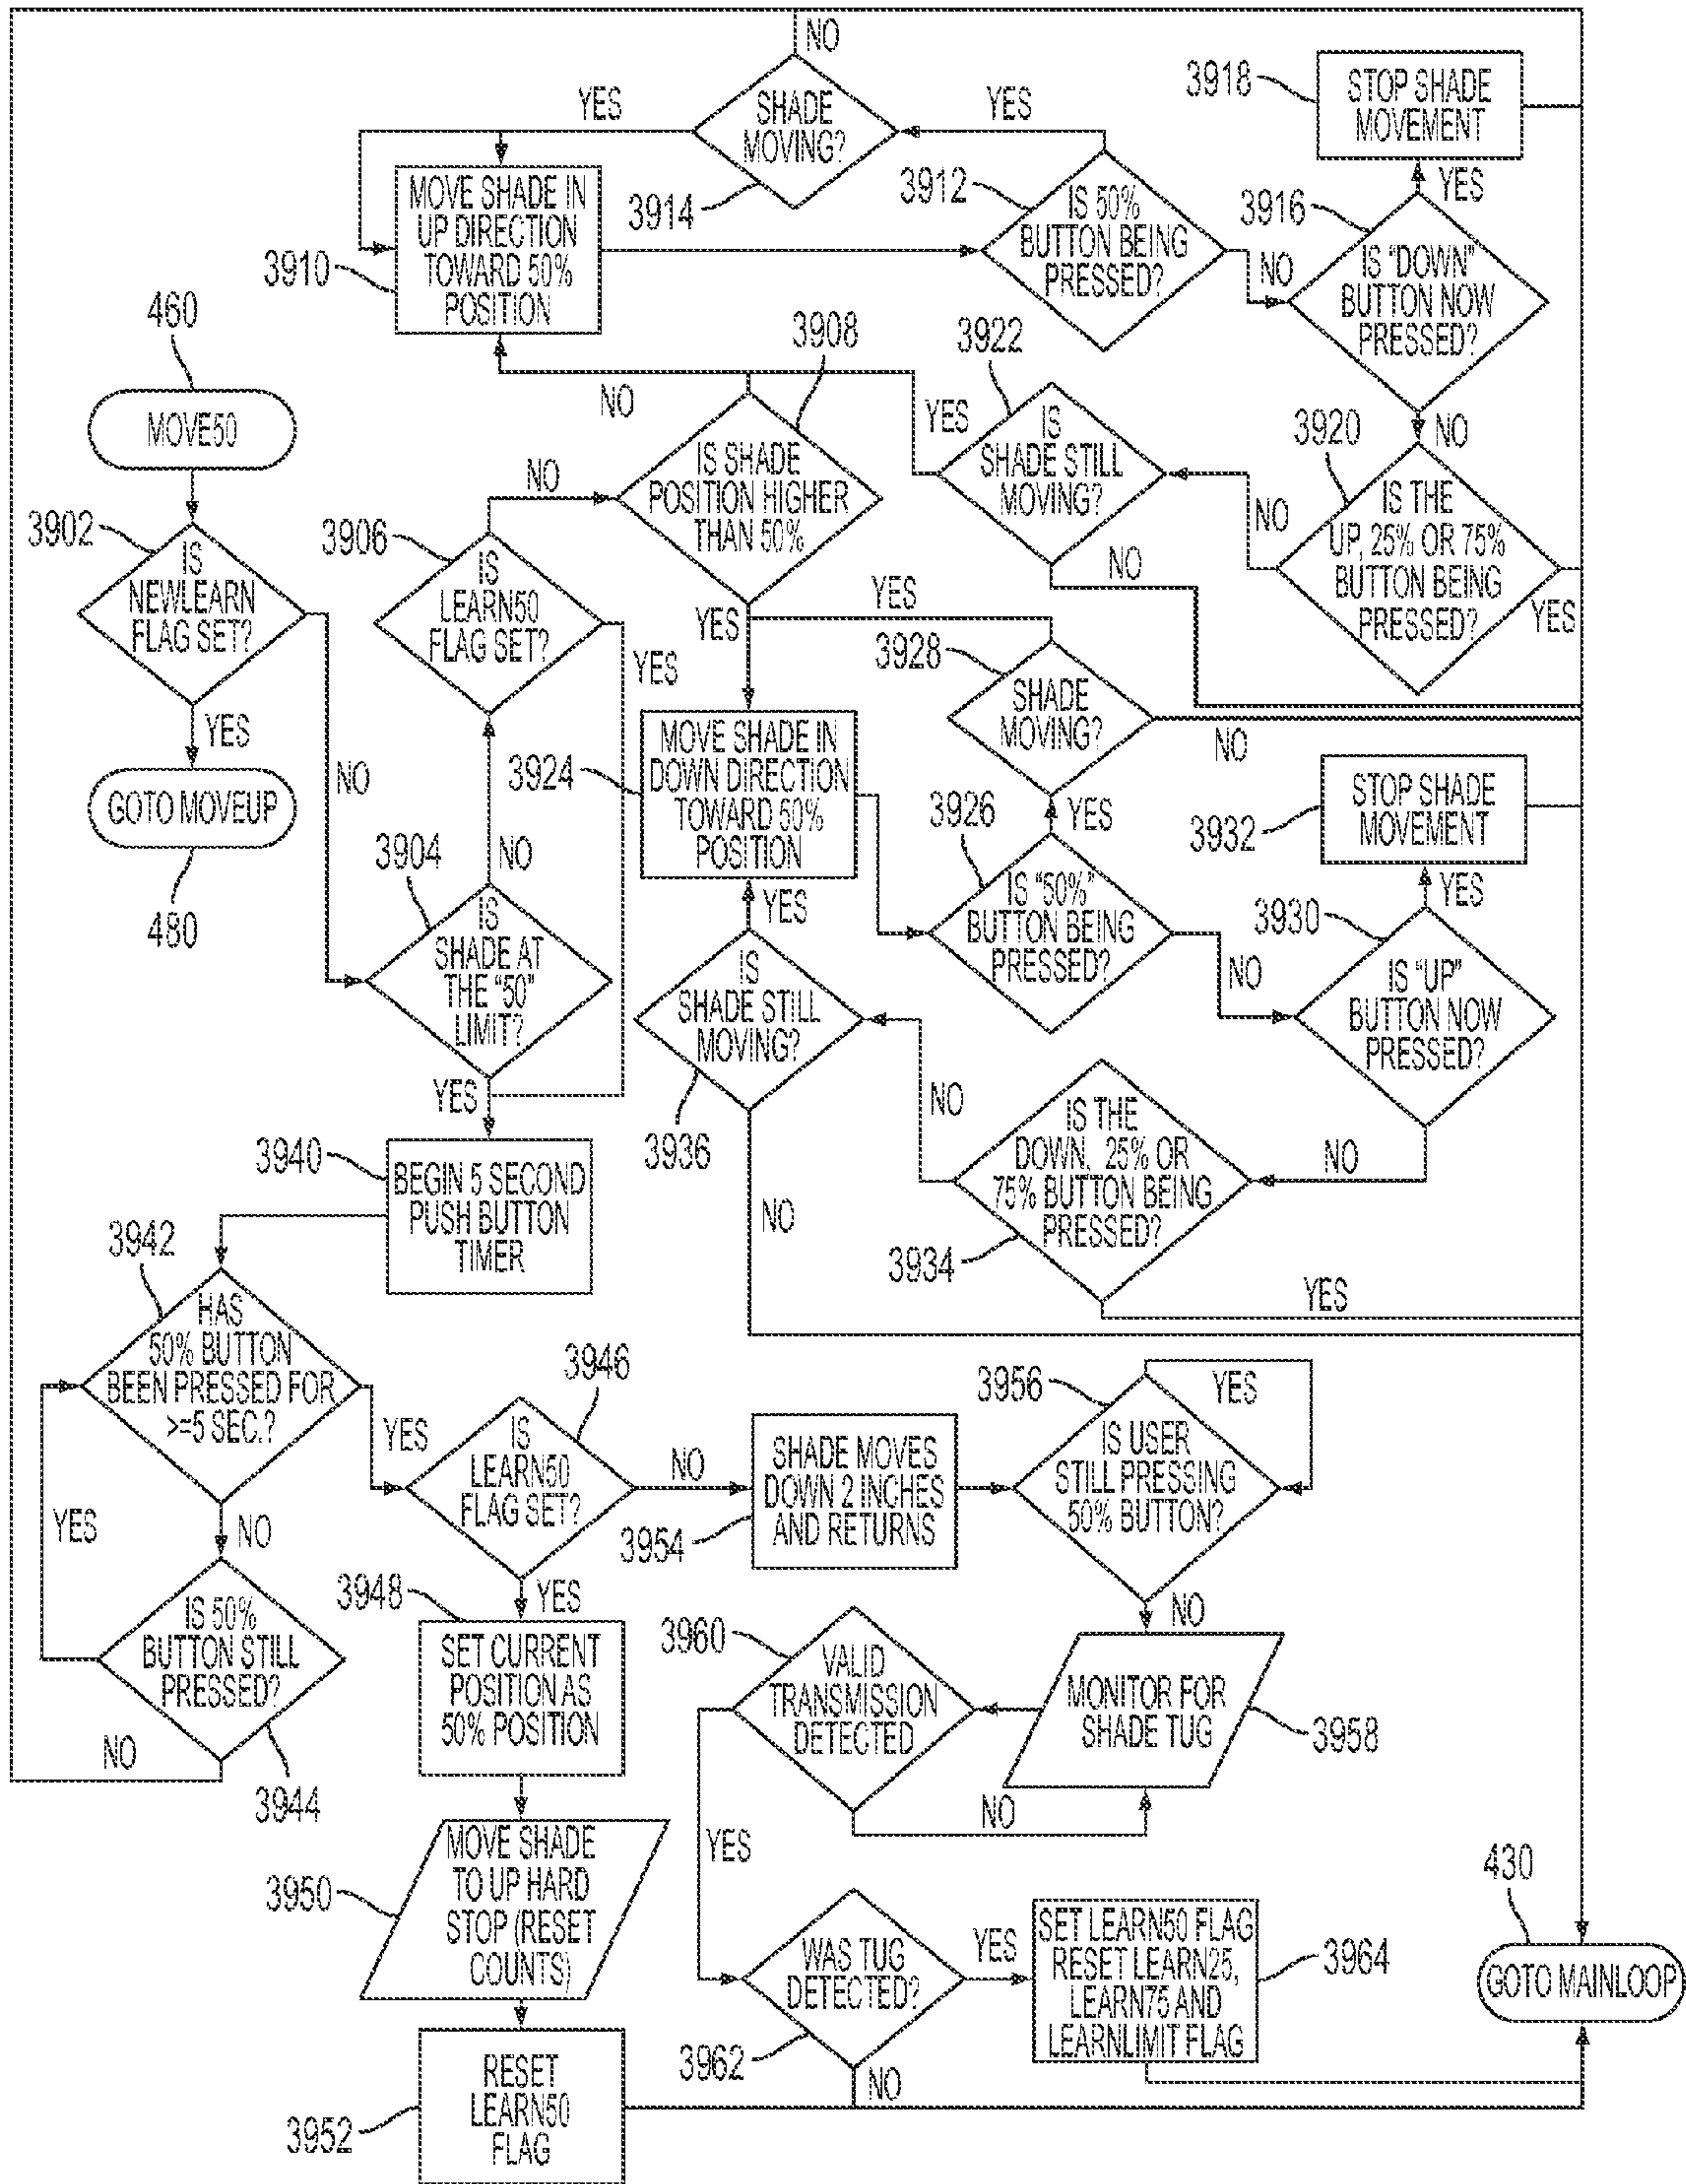 NO
3918
STOP SHADE
MOVEMENT
YES
SHADE
MOVING?
YES
3914
3912
IS 50%
BUTTON BEING
PRESSED?
YES
3916
IS "DOWN"
BUTTON NOW
PRESSED?
NO
MOVE SHADE IN
UP DIRECTION
TOWARD 50%
POSITION
3910
460
MOVE50
3902
IS
NEWLEARN
FLAG SET?
YES
GOTO MOVEUP
480
NO
3906
IS
LEARN50
FLAG SET?
NO
YES
3908
IS SHADE
POSITION HIGHER
THAN 50%
NO
YES
3922
IS
SHADE STILL
MOVING?
YES
NO
3920
NO
IS THE
UP, 25% OR 75%
BUTTON BEING
PRESSED?
NO
YES
YES
3928
SHADE
MOVING?
NO
3924
MOVE SHADE IN
DOWN DIRECTION
TOWARD 50%
POSITION
3926
YES
IS "50%"
BUTTON BEING
PRESSED?
NO
3932
STOP SHADE
MOVEMENT
YES
3930
IS "UP"
BUTTON NOW
PRESSED?
NO
3904
NO
IS
SHADE AT
THE "50"
LIMIT?
YES
YES
IS
SHADE STILL
MOVING?
3936
NO
NO
IS THE
DOWN, 25% OR
75% BUTTON BEING
PRESSED?
3934
YES
3940
BEGIN 5 SECOND
PUSH BUTTON
TIMER
3942
HAS
50% BUTTON
BEEN PRESSED FOR
>=5 SEC.?
YES
NO
YES
IS 50%
BUTTON STILL
PRESSED?
NO
3944
3946
IS
LEARN50
FLAG SET?
NO
YES
3948
SET CURRENT
POSITION AS
50% POSITION
3950
MOVE SHADE
TO UP HARD
STOP (RESET
COUNTS)
3952
RESET
LEARN50
FLAG
SHADE MOVES
DOWN 2 INCHES
AND RETURNS
3954
3956
YES
IS USER
STILL PRESSING
50% BUTTON?
NO
MONITOR FOR
SHADE TUG
3958
3960
VALID
TRANSMISSION
DETECTED
NO
YES
WAS TUG
DETECTED?
3962
YES
NO
SET LEARN50 FLAG
RESET LEARN25,
LEARN75 AND
LEARNLIMIT FLAG
3964
430
GOTO MAINLOOP